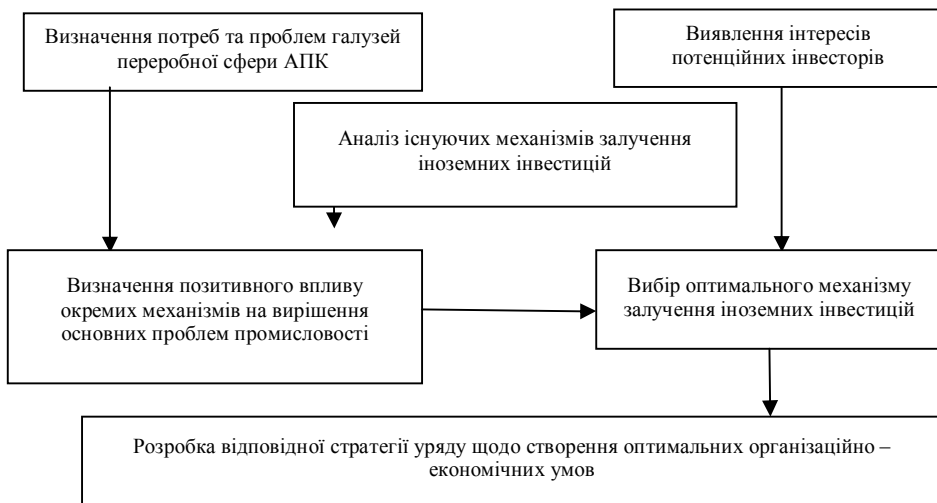 Визначення потреб та проблем галузей
переробної сфери АПК
Виявлення інтересів
потенційних інвесторів
Аналіз існуючих механізмів залучення
іноземних інвестицій
Визначення позитивного впливу
окремих механізмів на вирішення
основних проблем промисловості
Вибір оптимального механізму
залучення іноземних інвестицій
Розробка відповідної стратегії уряду щодо створення оптимальних організаційно –
економічних умов